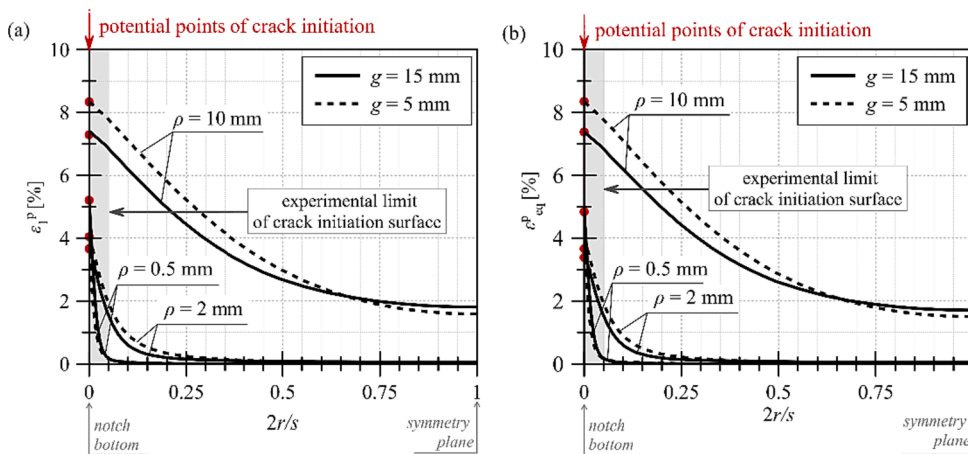 (a)
potential points of crack initiation
10
8
6
4
2
0
ε₁ᵖ [%]
g = 15 mm
g = 5 mm
ρ = 10 mm
experimental limit
of crack initiation surface
ρ = 0.5 mm
ρ = 2 mm
0 0.25 0.5 0.75 1
2r/s
notch
bottom
symmetry
plane
(b)
potential points of crack initiation
10
8
6
4
2
0
εᵖ_eq [%]
g = 15 mm
g = 5 mm
ρ = 10 mm
experimental limit
of crack initiation surface
ρ = 0.5 mm
ρ = 2 mm
0 0.25 0.5 0.75
2r/s
notch
bottom
symmetry
plane